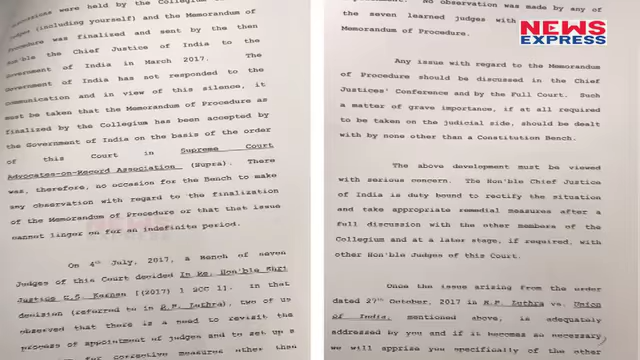 discussions were held by the Collegium
Judges (including yourself) and the Memorandum of
Procedure was finalized and sent by the then
Hon'ble the Chief Justice of India to the
Government of India in March 2017. The
Government of India has not responded to the
communication and in view of this silence, it
must be taken that the Memorandum of Procedure as
finalized by the Collegium has been accepted by
the Government of India on the basis of the order
of this Court in Supreme Court
Advocates-on-Record Association (Supra). There
was, therefore, no occasion for the Bench to make
any observation with regard to the finalization
of the Memorandum of Procedure or that that issue
cannot linger on for an indefinite period.
On 4th July, 2017, a Bench of seven
Judges of this Court decided In Re, Hon'ble Shri
Justice C.S. Karnan [(2017) 1 SCC 1]. In that
decision (referred to in R.P. Luthra), two of us
observed that there is a need to revisit the
process of appointment of judges and to set up a
for corrective measures other than
No observation was made by any of
the seven learned judges with
Memorandum of Procedure.
Any issue with regard to the Memorandum
of Procedure should be discussed in the Chief
Justices' Conference and by the Full Court. Such
a matter of grave importance, if at all required
to be taken on the judicial side, should be dealt
with by none other than a Constitution Bench.
The above development must be viewed
with serious concern. The Hon'ble Chief Justice
of India is duty bound to rectify the situation
and take appropriate remedial measures after a
full discussion with the other members of the
Collegium and at a later stage, if required, with
other Hon'ble Judges of this Court.
Once the issue arising from the order
dated 27th October, 2017 in R.P. Luthra vs. Union
of India, mentioned above, is adequately
addressed by you and if it becomes so necessary
we will apprise you specifically of the other
NEWS
EXPRESS